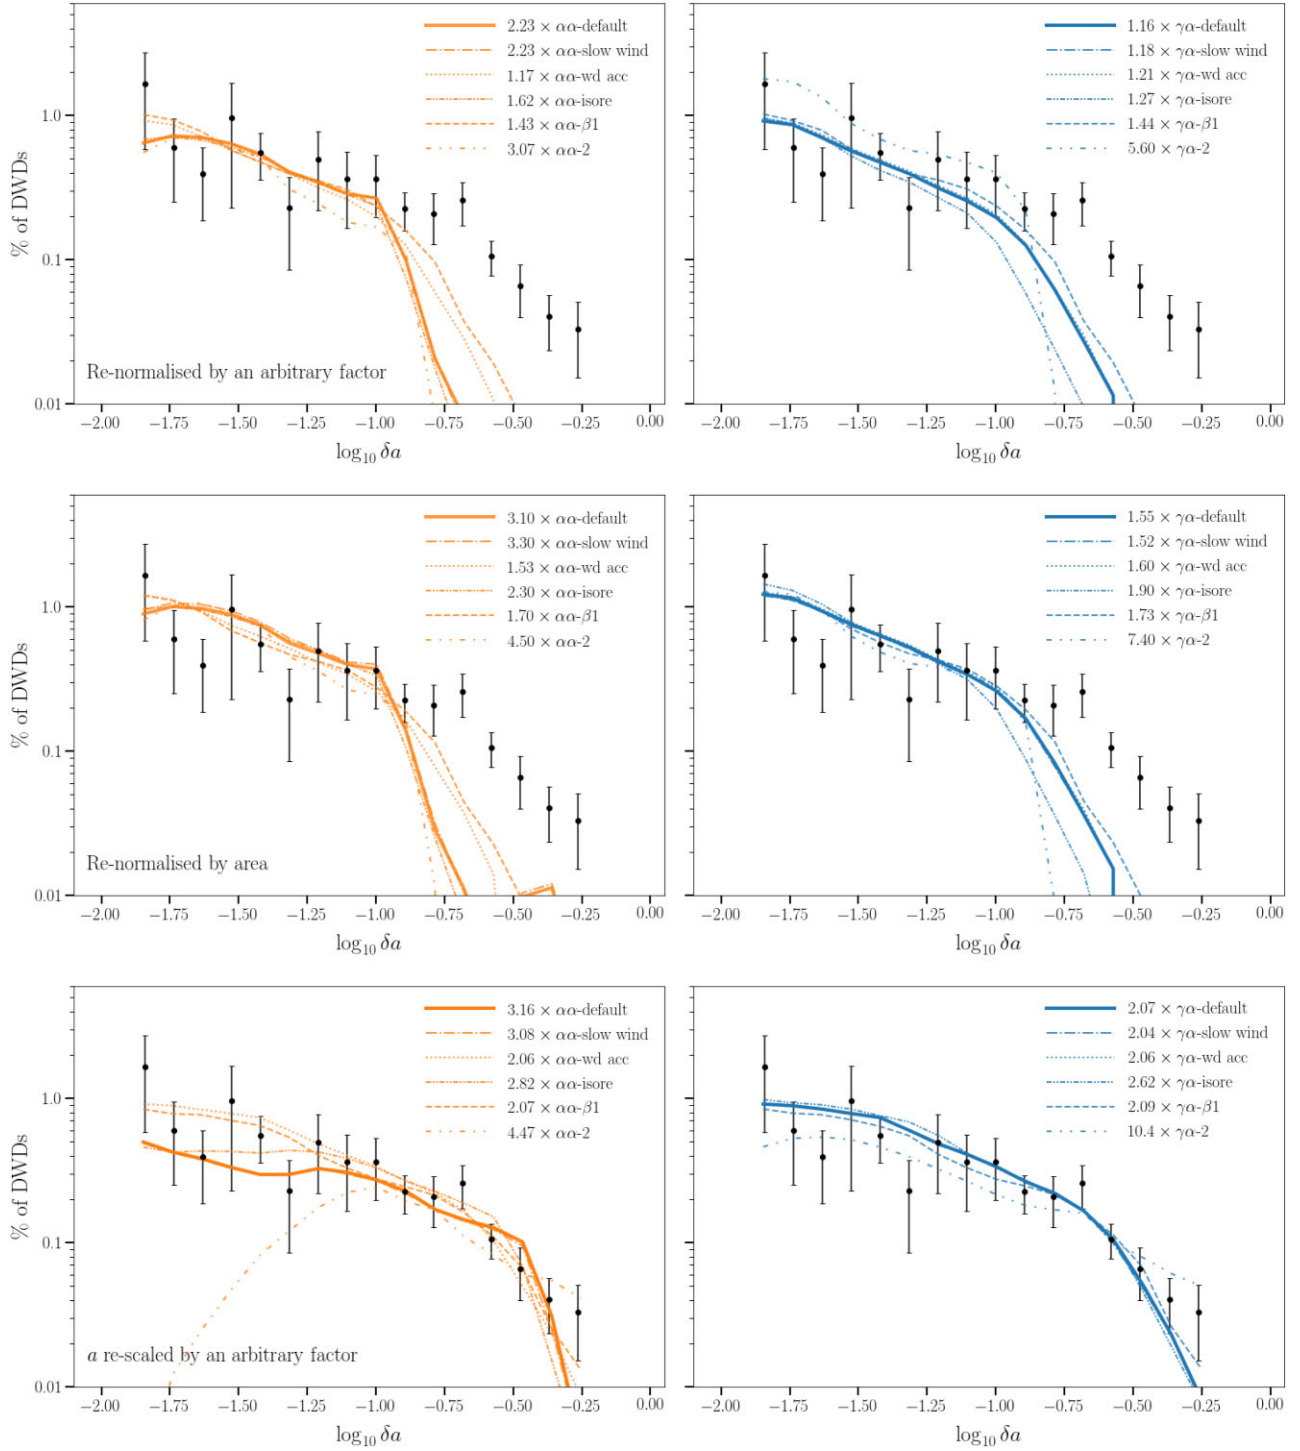 % of DWDs
1.0
0.1
0.01
2.23 × αα-default
2.23 × αα-slow wind
1.17 × αα-wd acc
1.62 × αα-isore
1.43 × αα-β1
3.07 × αα-2
Re-normalised by an arbitrary factor
−2.00 −1.75 −1.50 −1.25 −1.00 −0.75 −0.50 −0.25 0.00
log₁₀ δa
1.16 × γα-default
1.18 × γα-slow wind
1.21 × γα-wd acc
1.27 × γα-isore
1.44 × γα-β1
5.60 × γα-2
−2.00 −1.75 −1.50 −1.25 −1.00 −0.75 −0.50 −0.25 0.00
log₁₀ δa
% of DWDs
1.0
0.1
0.01
3.10 × αα-default
3.30 × αα-slow wind
1.53 × αα-wd acc
2.30 × αα-isore
1.70 × αα-β1
4.50 × αα-2
Re-normalised by area
−2.00 −1.75 −1.50 −1.25 −1.00 −0.75 −0.50 −0.25 0.00
log₁₀ δa
1.55 × γα-default
1.52 × γα-slow wind
1.60 × γα-wd acc
1.90 × γα-isore
1.73 × γα-β1
7.40 × γα-2
−2.00 −1.75 −1.50 −1.25 −1.00 −0.75 −0.50 −0.25 0.00
log₁₀ δa
% of DWDs
1.0
0.1
0.01
3.16 × αα-default
3.08 × αα-slow wind
2.06 × αα-wd acc
2.82 × αα-isore
2.07 × αα-β1
4.47 × αα-2
a re-scaled by an arbitrary factor
−2.00 −1.75 −1.50 −1.25 −1.00 −0.75 −0.50 −0.25 0.00
log₁₀ δa
2.07 × γα-default
2.04 × γα-slow wind
2.06 × γα-wd acc
2.62 × γα-isore
2.09 × γα-β1
10.4 × γα-2
−2.00 −1.75 −1.50 −1.25 −1.00 −0.75 −0.50 −0.25 0.00
log₁₀ δa